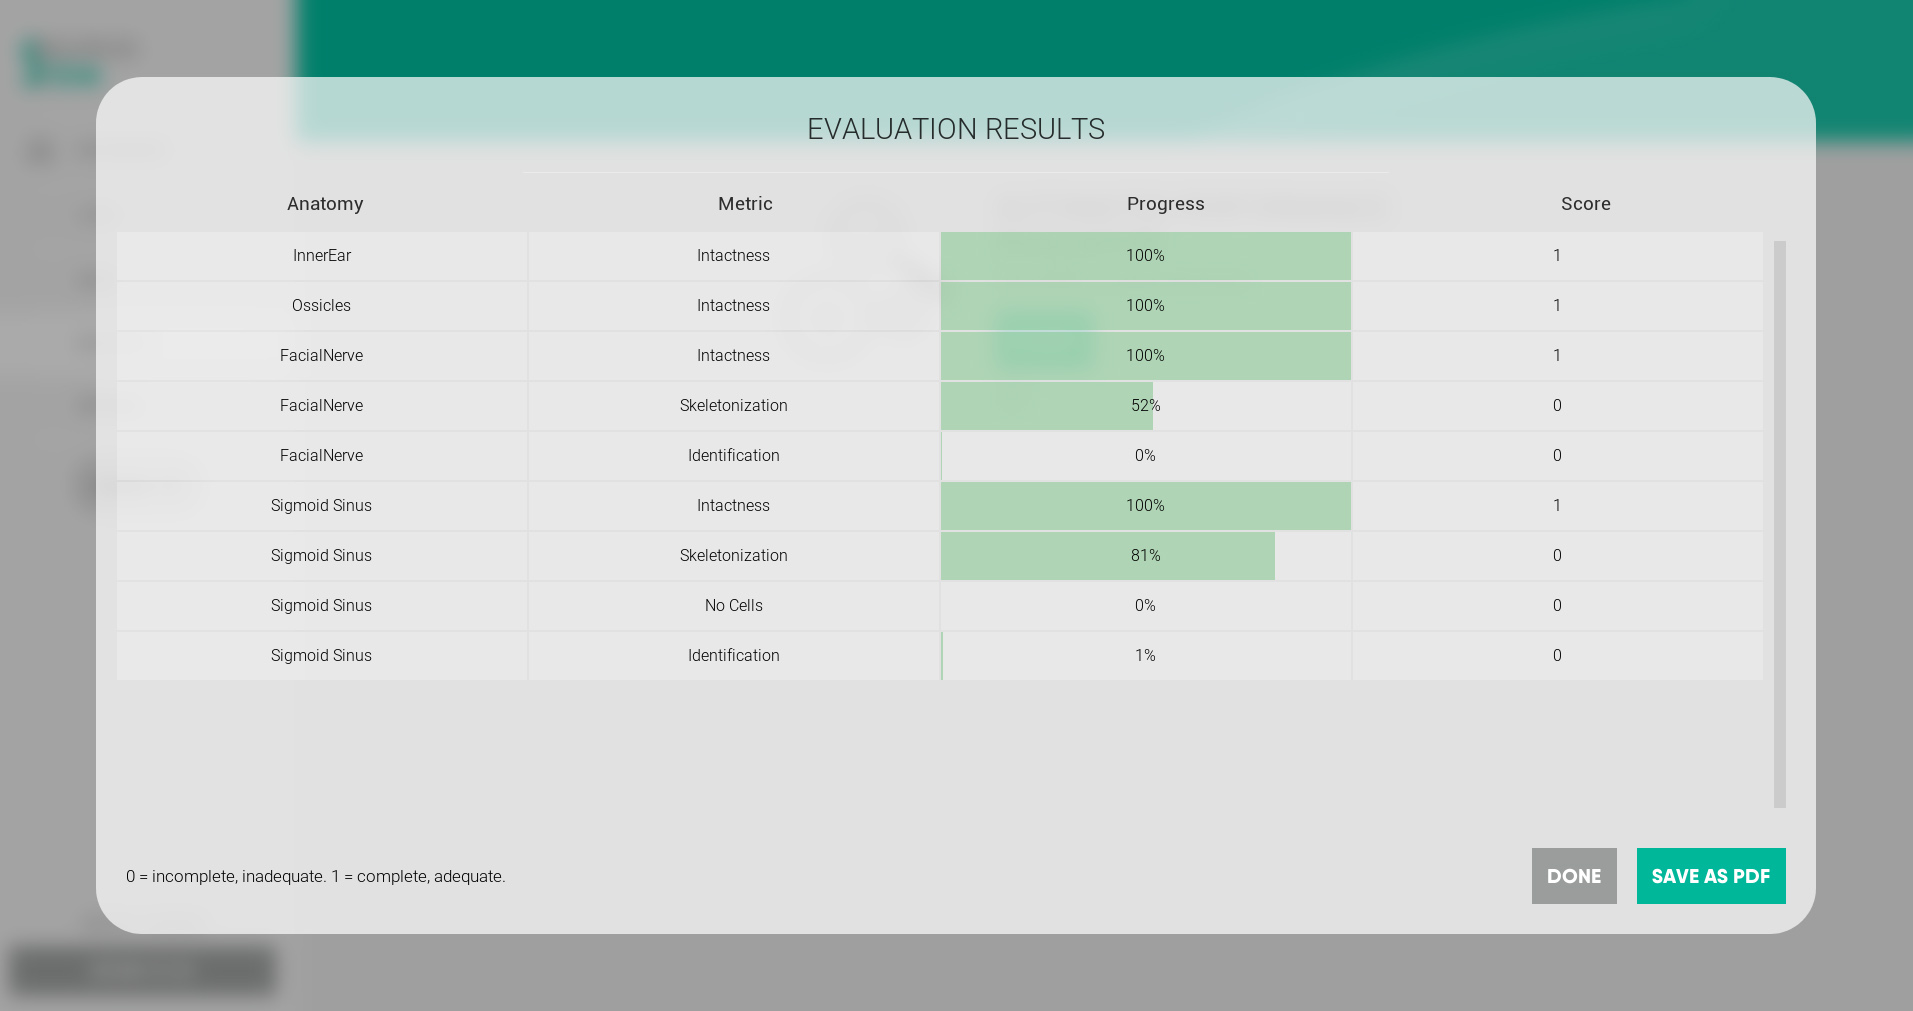 EVALUATION RESULTS
Anatomy Metric Progress Score
InnerEar Intactness 100% 1
Ossicles Intactness 100% 1
FacialNerve Intactness 100% 1
FacialNerve Skeletonization 52% 0
FacialNerve Identification 0% 0
Sigmoid Sinus Intactness 100% 1
Sigmoid Sinus Skeletonization 81% 0
Sigmoid Sinus No Cells 0% 0
Sigmoid Sinus Identification 1% 0
0 = incomplete, inadequate. 1 = complete, adequate.
DONE SAVE AS PDF